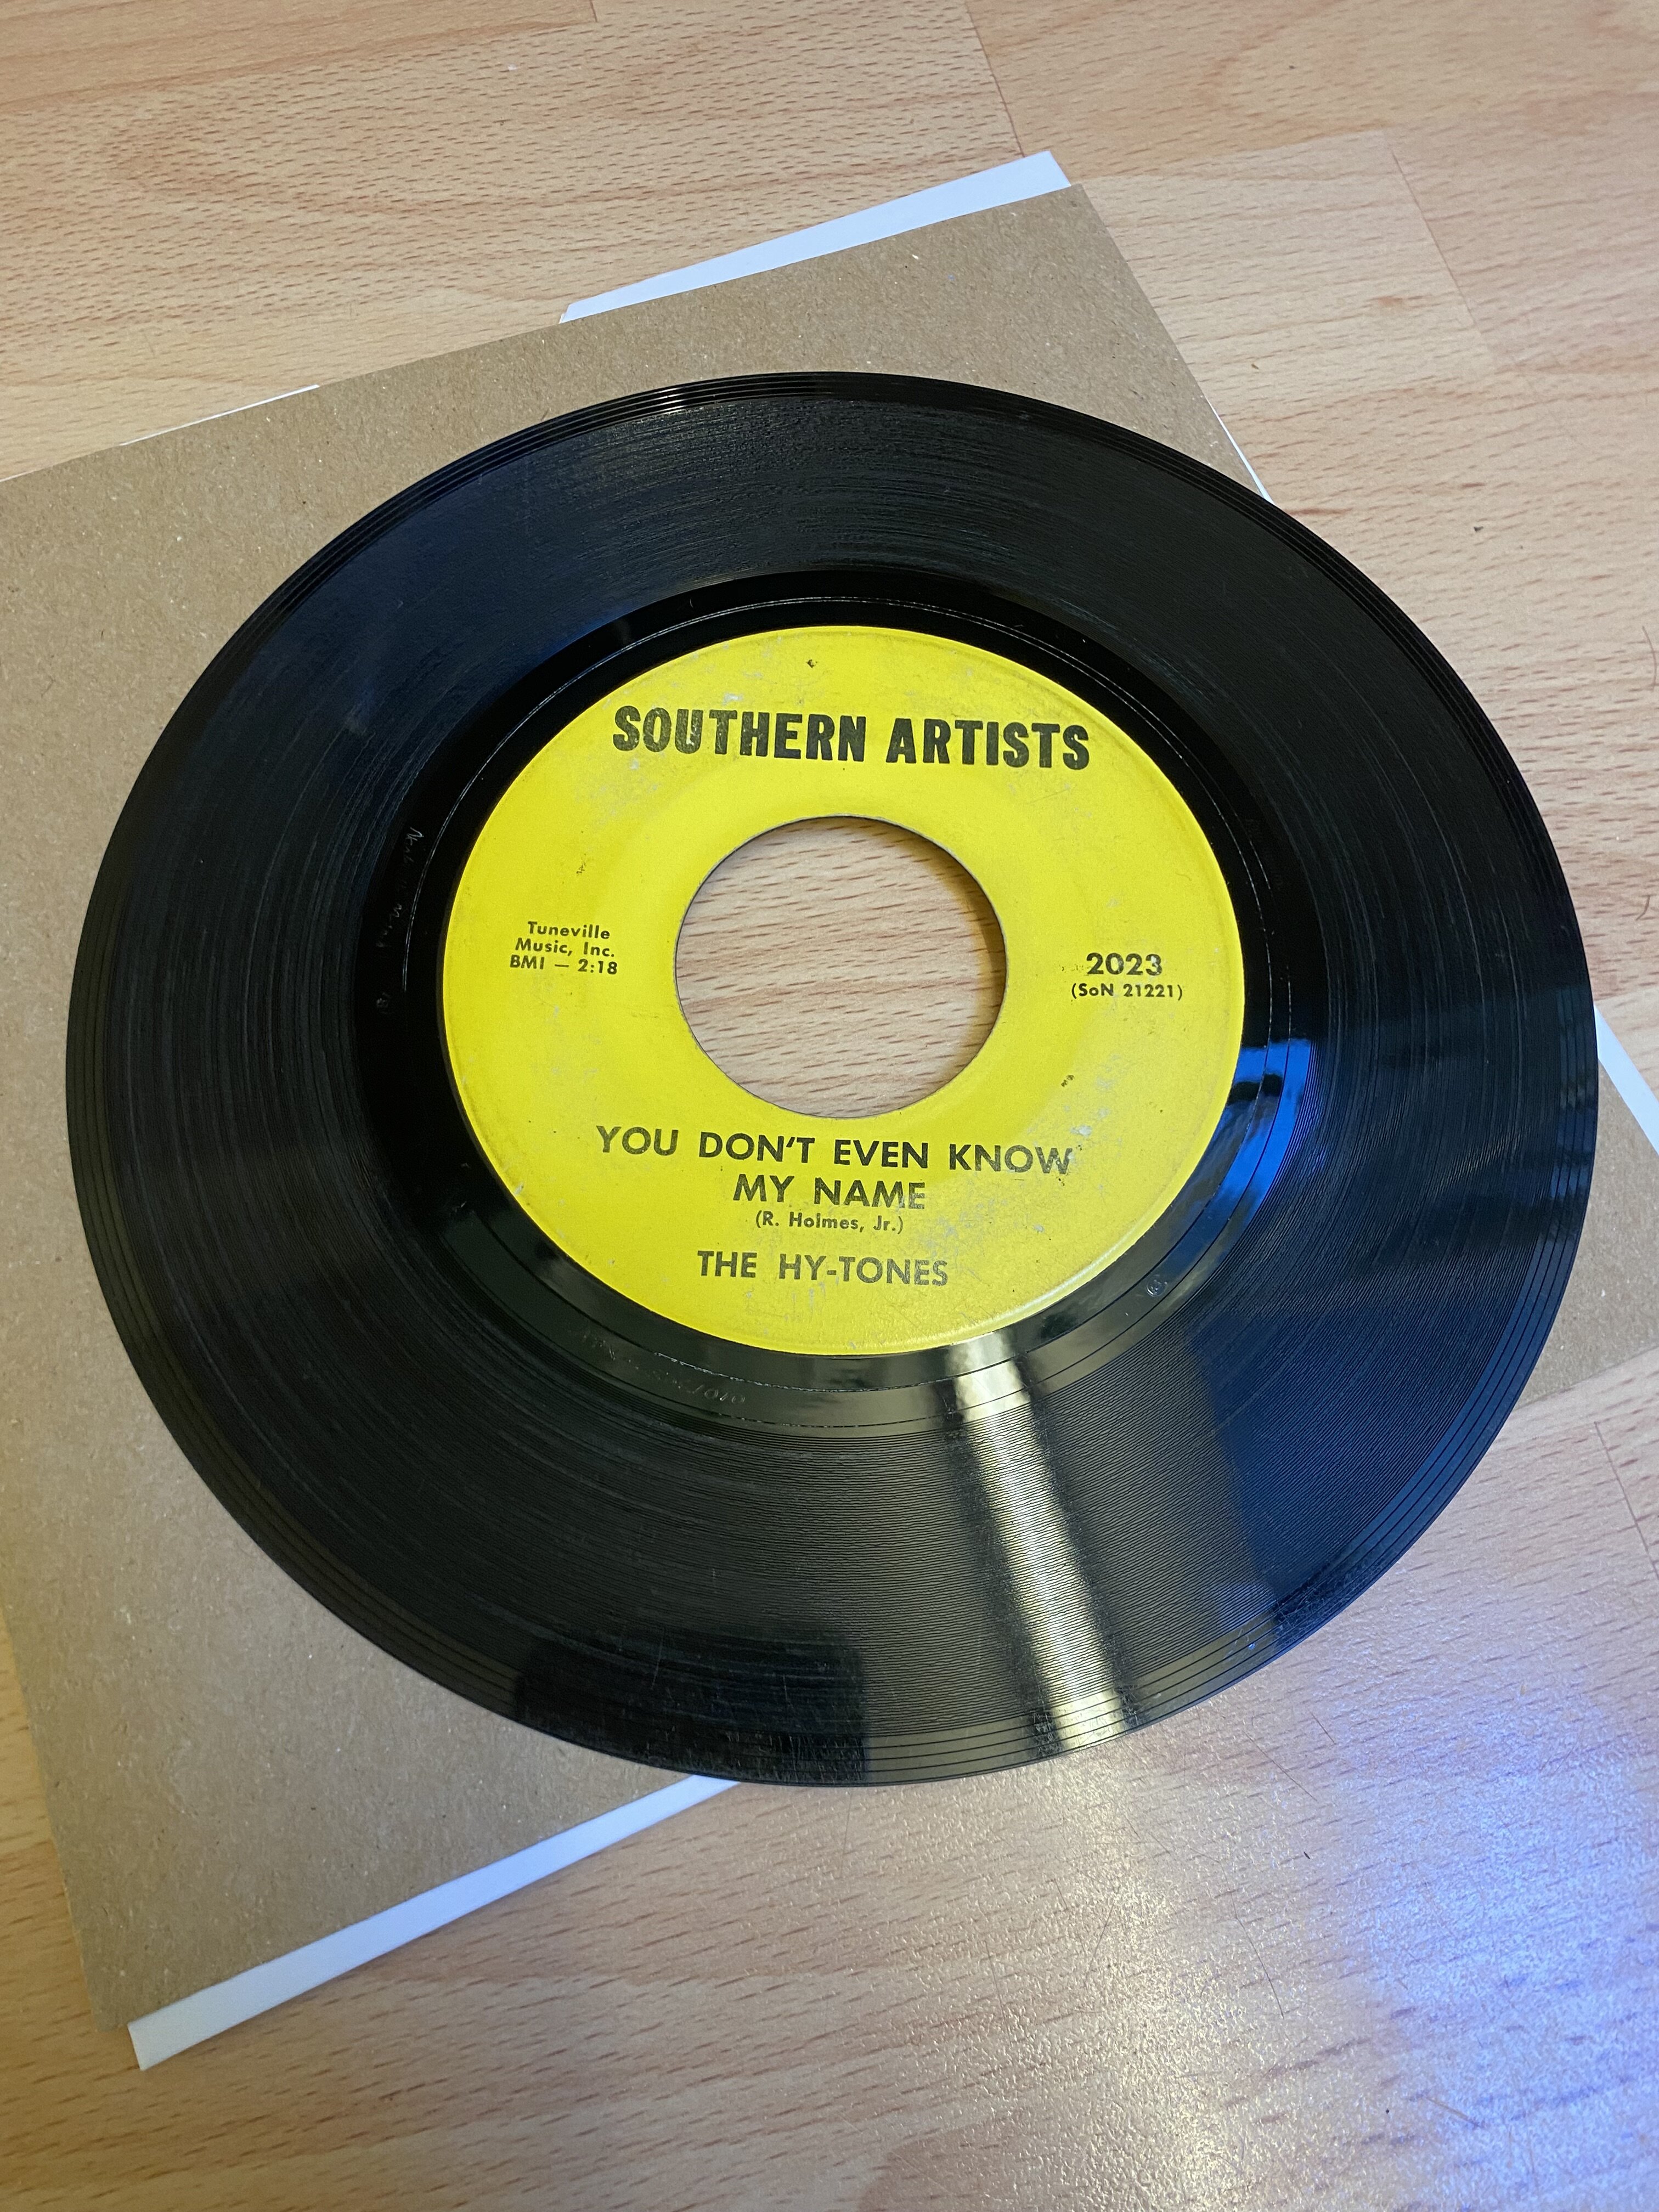 SOUTHERN ARTISTS
Tuneville
Music, Inc.
BMI — 2:18
2023
(SoN 21221)
YOU DON'T EVEN KNOW
MY NAME
(R. Holmes, Jr.)
THE HY-TONES